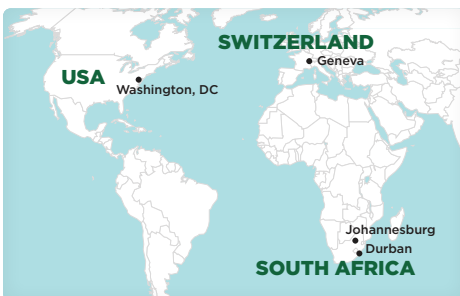 SWITZERLAND
Geneva
USA
Washington, DC
Johannesburg
Durban
SOUTH AFRICA